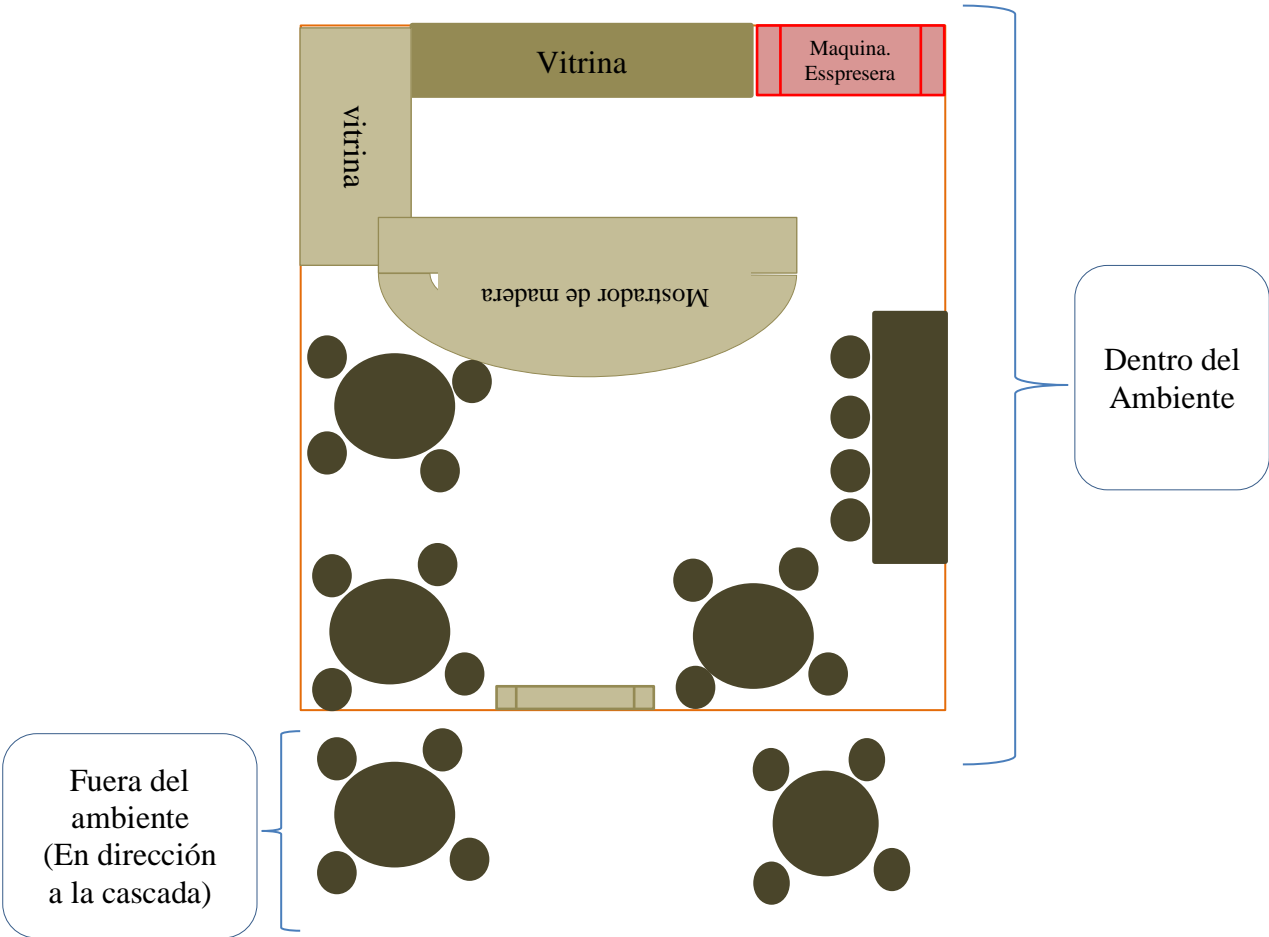 Vitrina
Maquina.
Esspresera
vitrina
Mostrador de madera
Dentro del
Ambiente
Fuera del
ambiente
(En dirección
a la cascada)